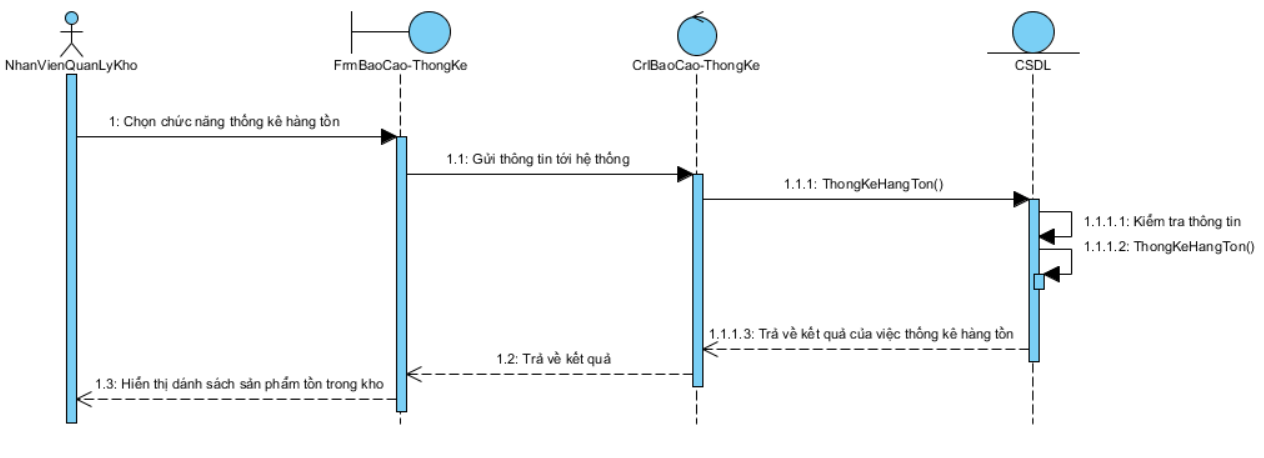 NhanVienQuanLyKho
FrmBaoCao-ThongKe
CrlBaoCao-ThongKe
CSDL
1: Chọn chức năng thống kê hàng tồn
1.1: Gửi thông tin tới hệ thống
1.1.1: ThongKeHangTon()
1.1.1.1: Kiểm tra thông tin
1.1.1.2: ThongKeHangTon()
1.1.1.3: Trả về kết quả của việc thống kê hàng tồn
1.2: Trả về kết quả
1.3: Hiển thị dánh sách sản phẩm tồn trong kho